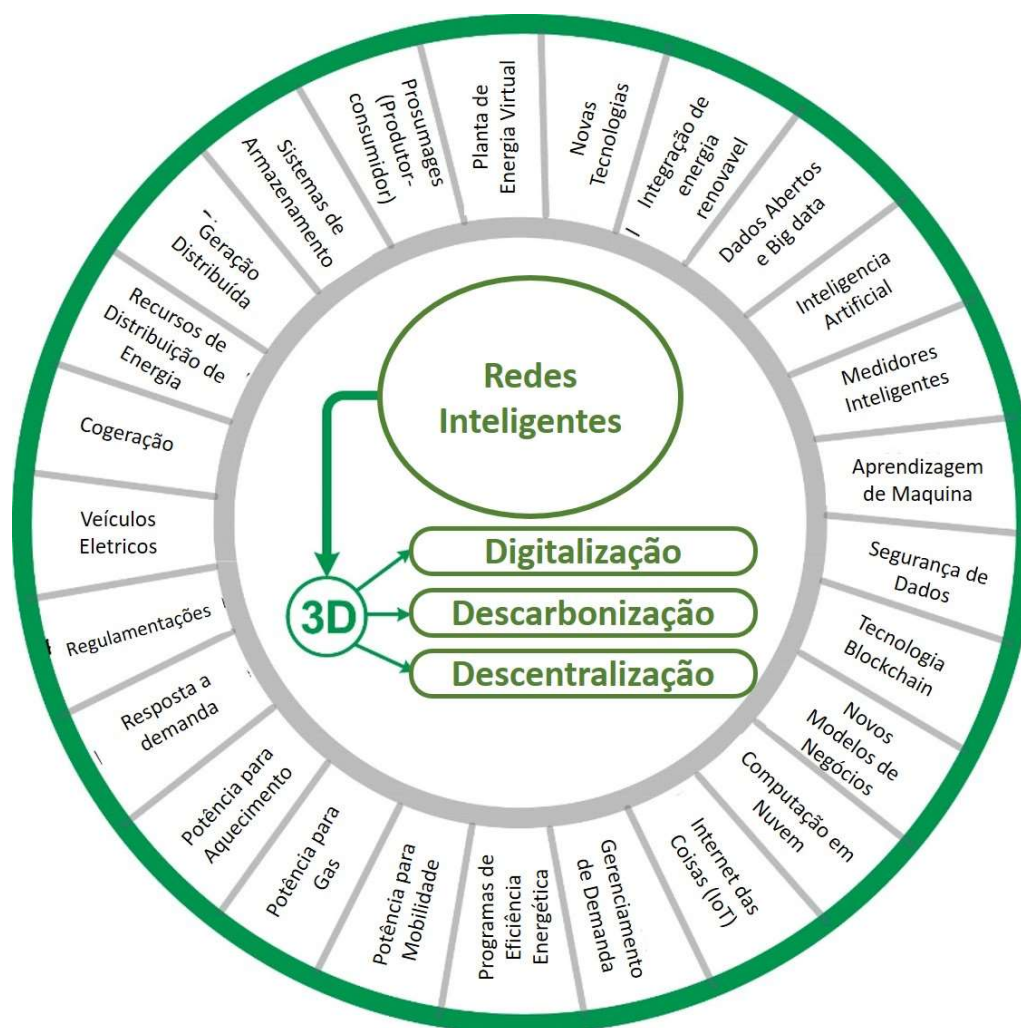 Redes
Inteligentes
3D
Digitalização
Descarbonização
Descentralização
Planta de
Energia Virtual
Novas
Tecnologias
Integração de
energia
renovavel
Dados Abertos
e Big data
Inteligencia
Artificial
Medidores
Inteligentes
Aprendizagem
de Maquina
Segurança de
Dados
Tecnologia
Blockchain
Novos
Modelos de
Negócios
Computação em
Nuvem
Internet das
Coisas (IoT)
Gerenciamento
de Demanda
Programas de
Eficiência
Energética
Potência para
Mobilidade
Potência para
Gas
Potência para
Aquecimento
Resposta a
demanda
Regulamentações
Veículos
Eletricos
Cogeração
Recursos de
Distribuição de
Energia
Geração
Distribuída
Sistemas de
Armazenamento
Prosumages
(Produtor-
consumidor)